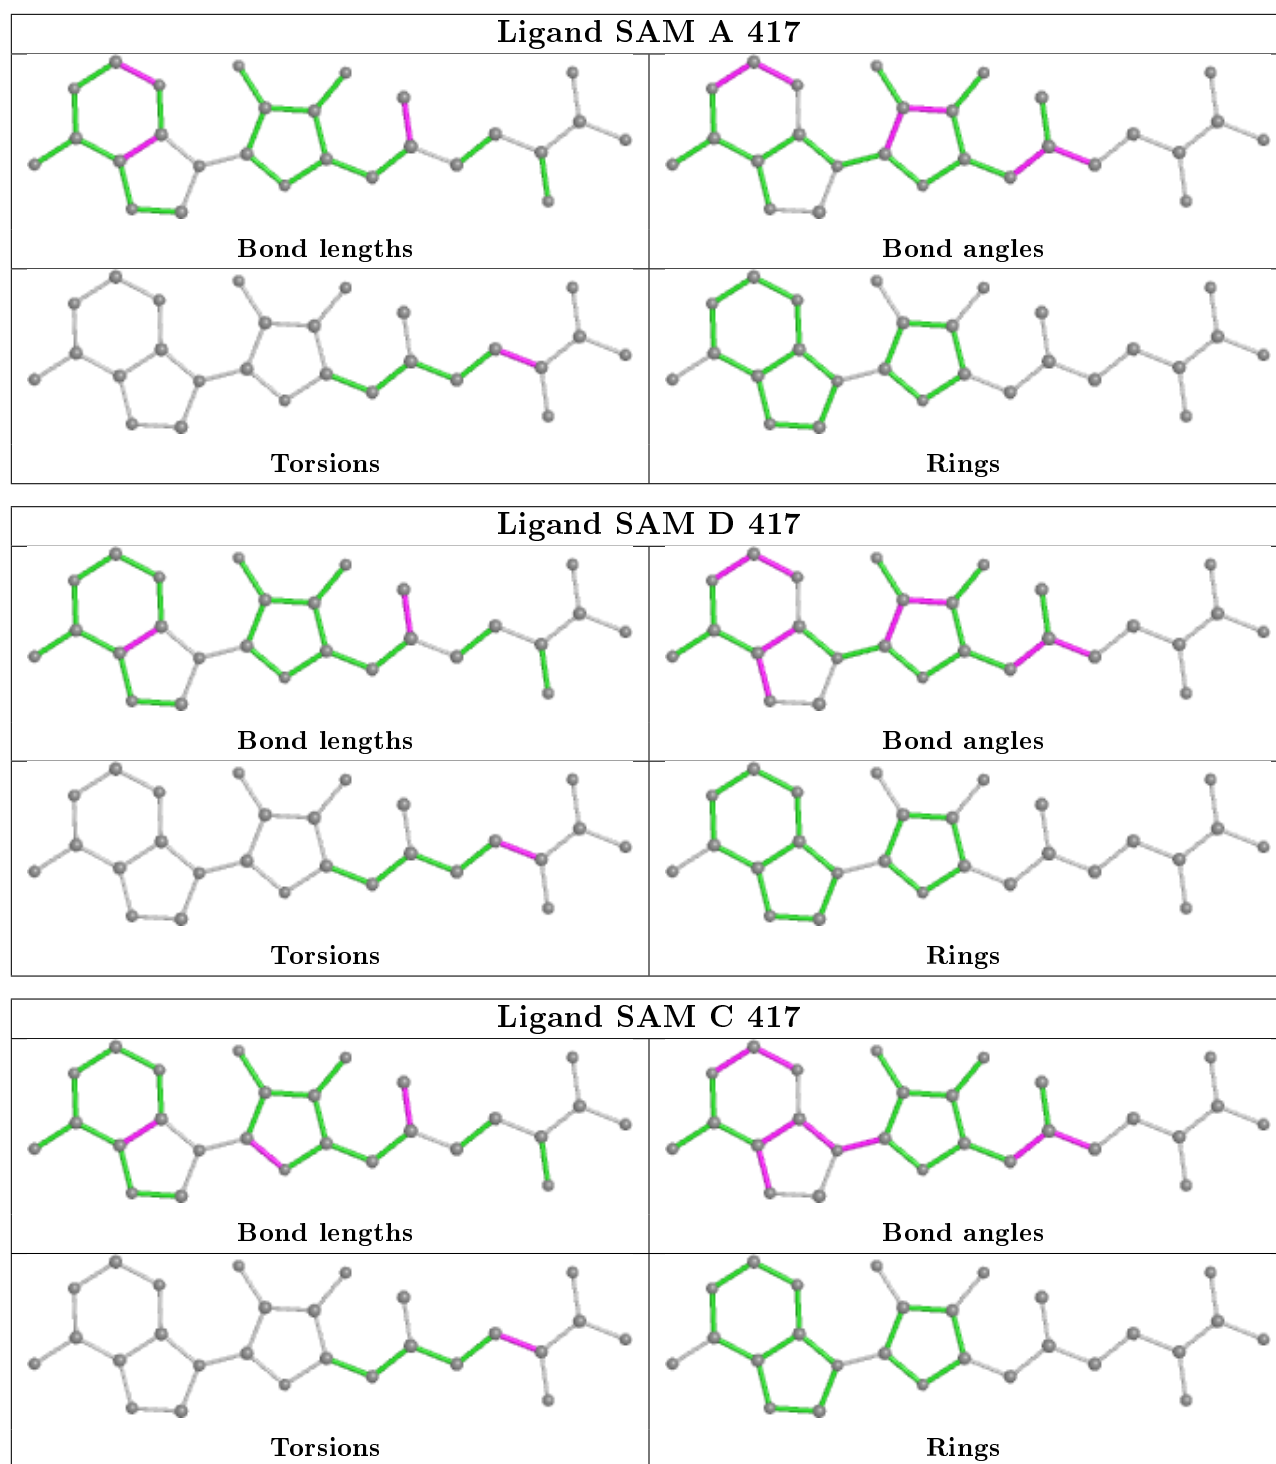 Ligand SAM A 417
Bond lengths
Bond angles
Torsions
Rings
Ligand SAM D 417
Bond lengths
Bond angles
Torsions
Rings
Ligand SAM C 417
Bond lengths
Bond angles
Torsions
Rings